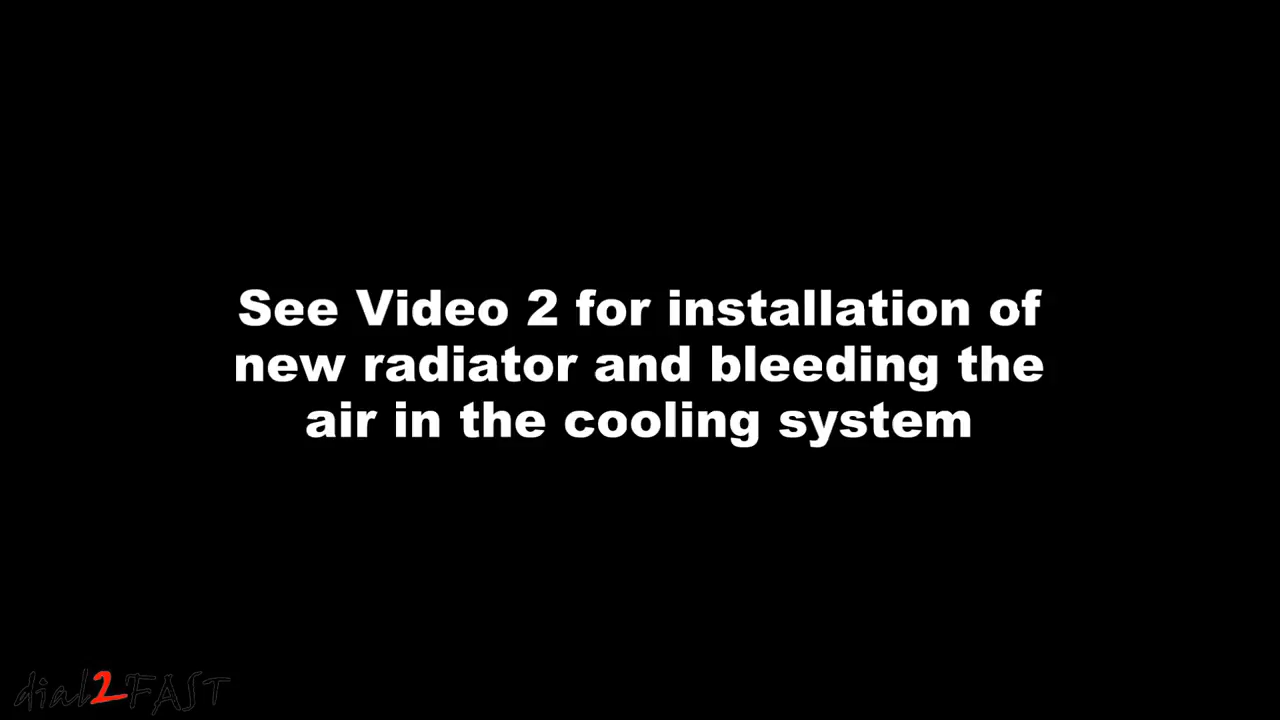 See Video 2 for installation of
new radiator and bleeding the
air in the cooling system
dial2FAST